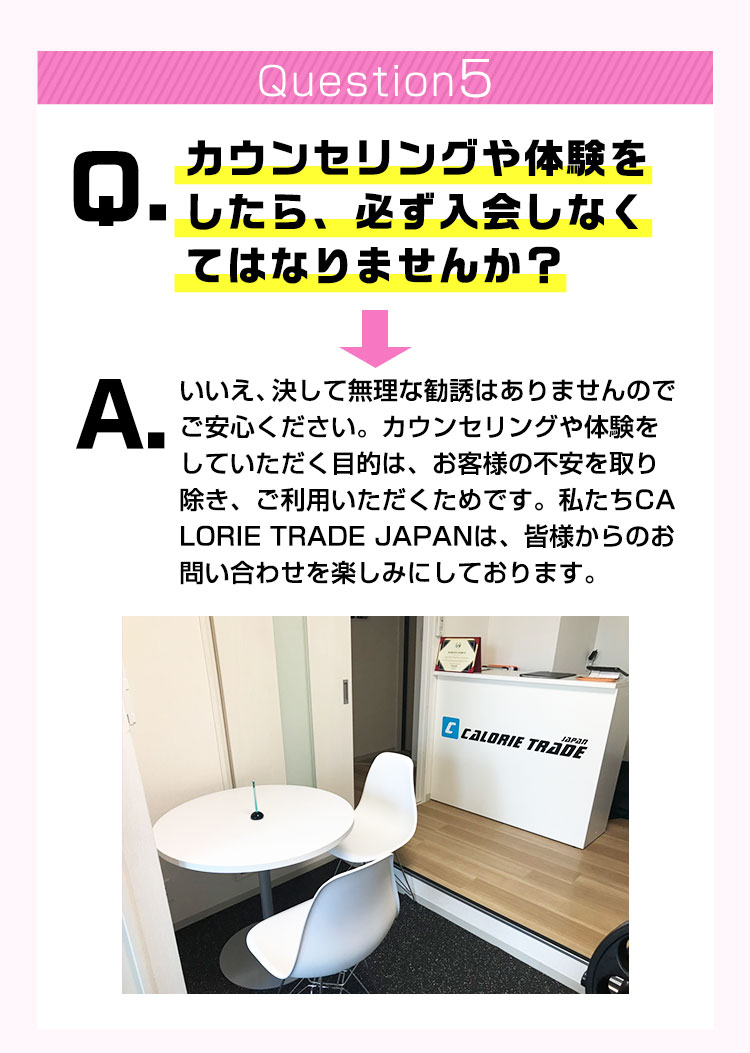 Question5
Q.
カウンセリングや体験を
したら、必ず入会しなく
てはなりませんか？
A.
いいえ、決して無理な勧誘はありませんので
ご安心ください。カウンセリングや体験を
していただく目的は、お客様の不安を取り
除き、ご利用いただくためです。私たちCA
LORIE TRADE JAPANは、皆様からのお
問い合わせを楽しみにしております。
C CALORIE TRADE
JAPAN